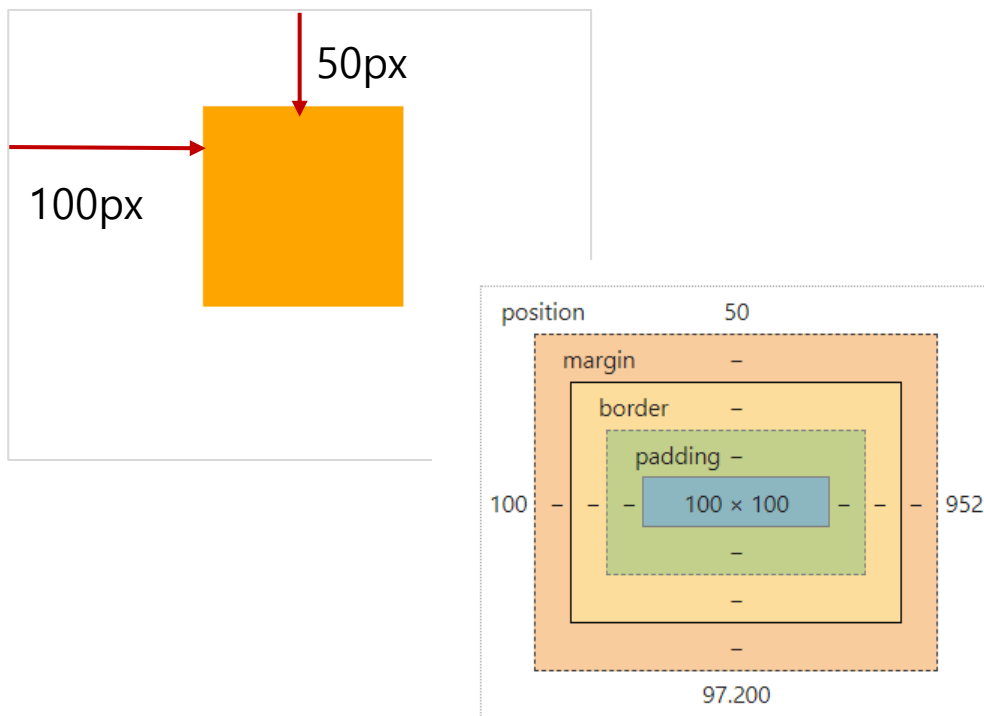 50px
100px
position 50
margin –
border –
padding –
100 – – – 100 × 100 – – – 952
–
–
–
97.200